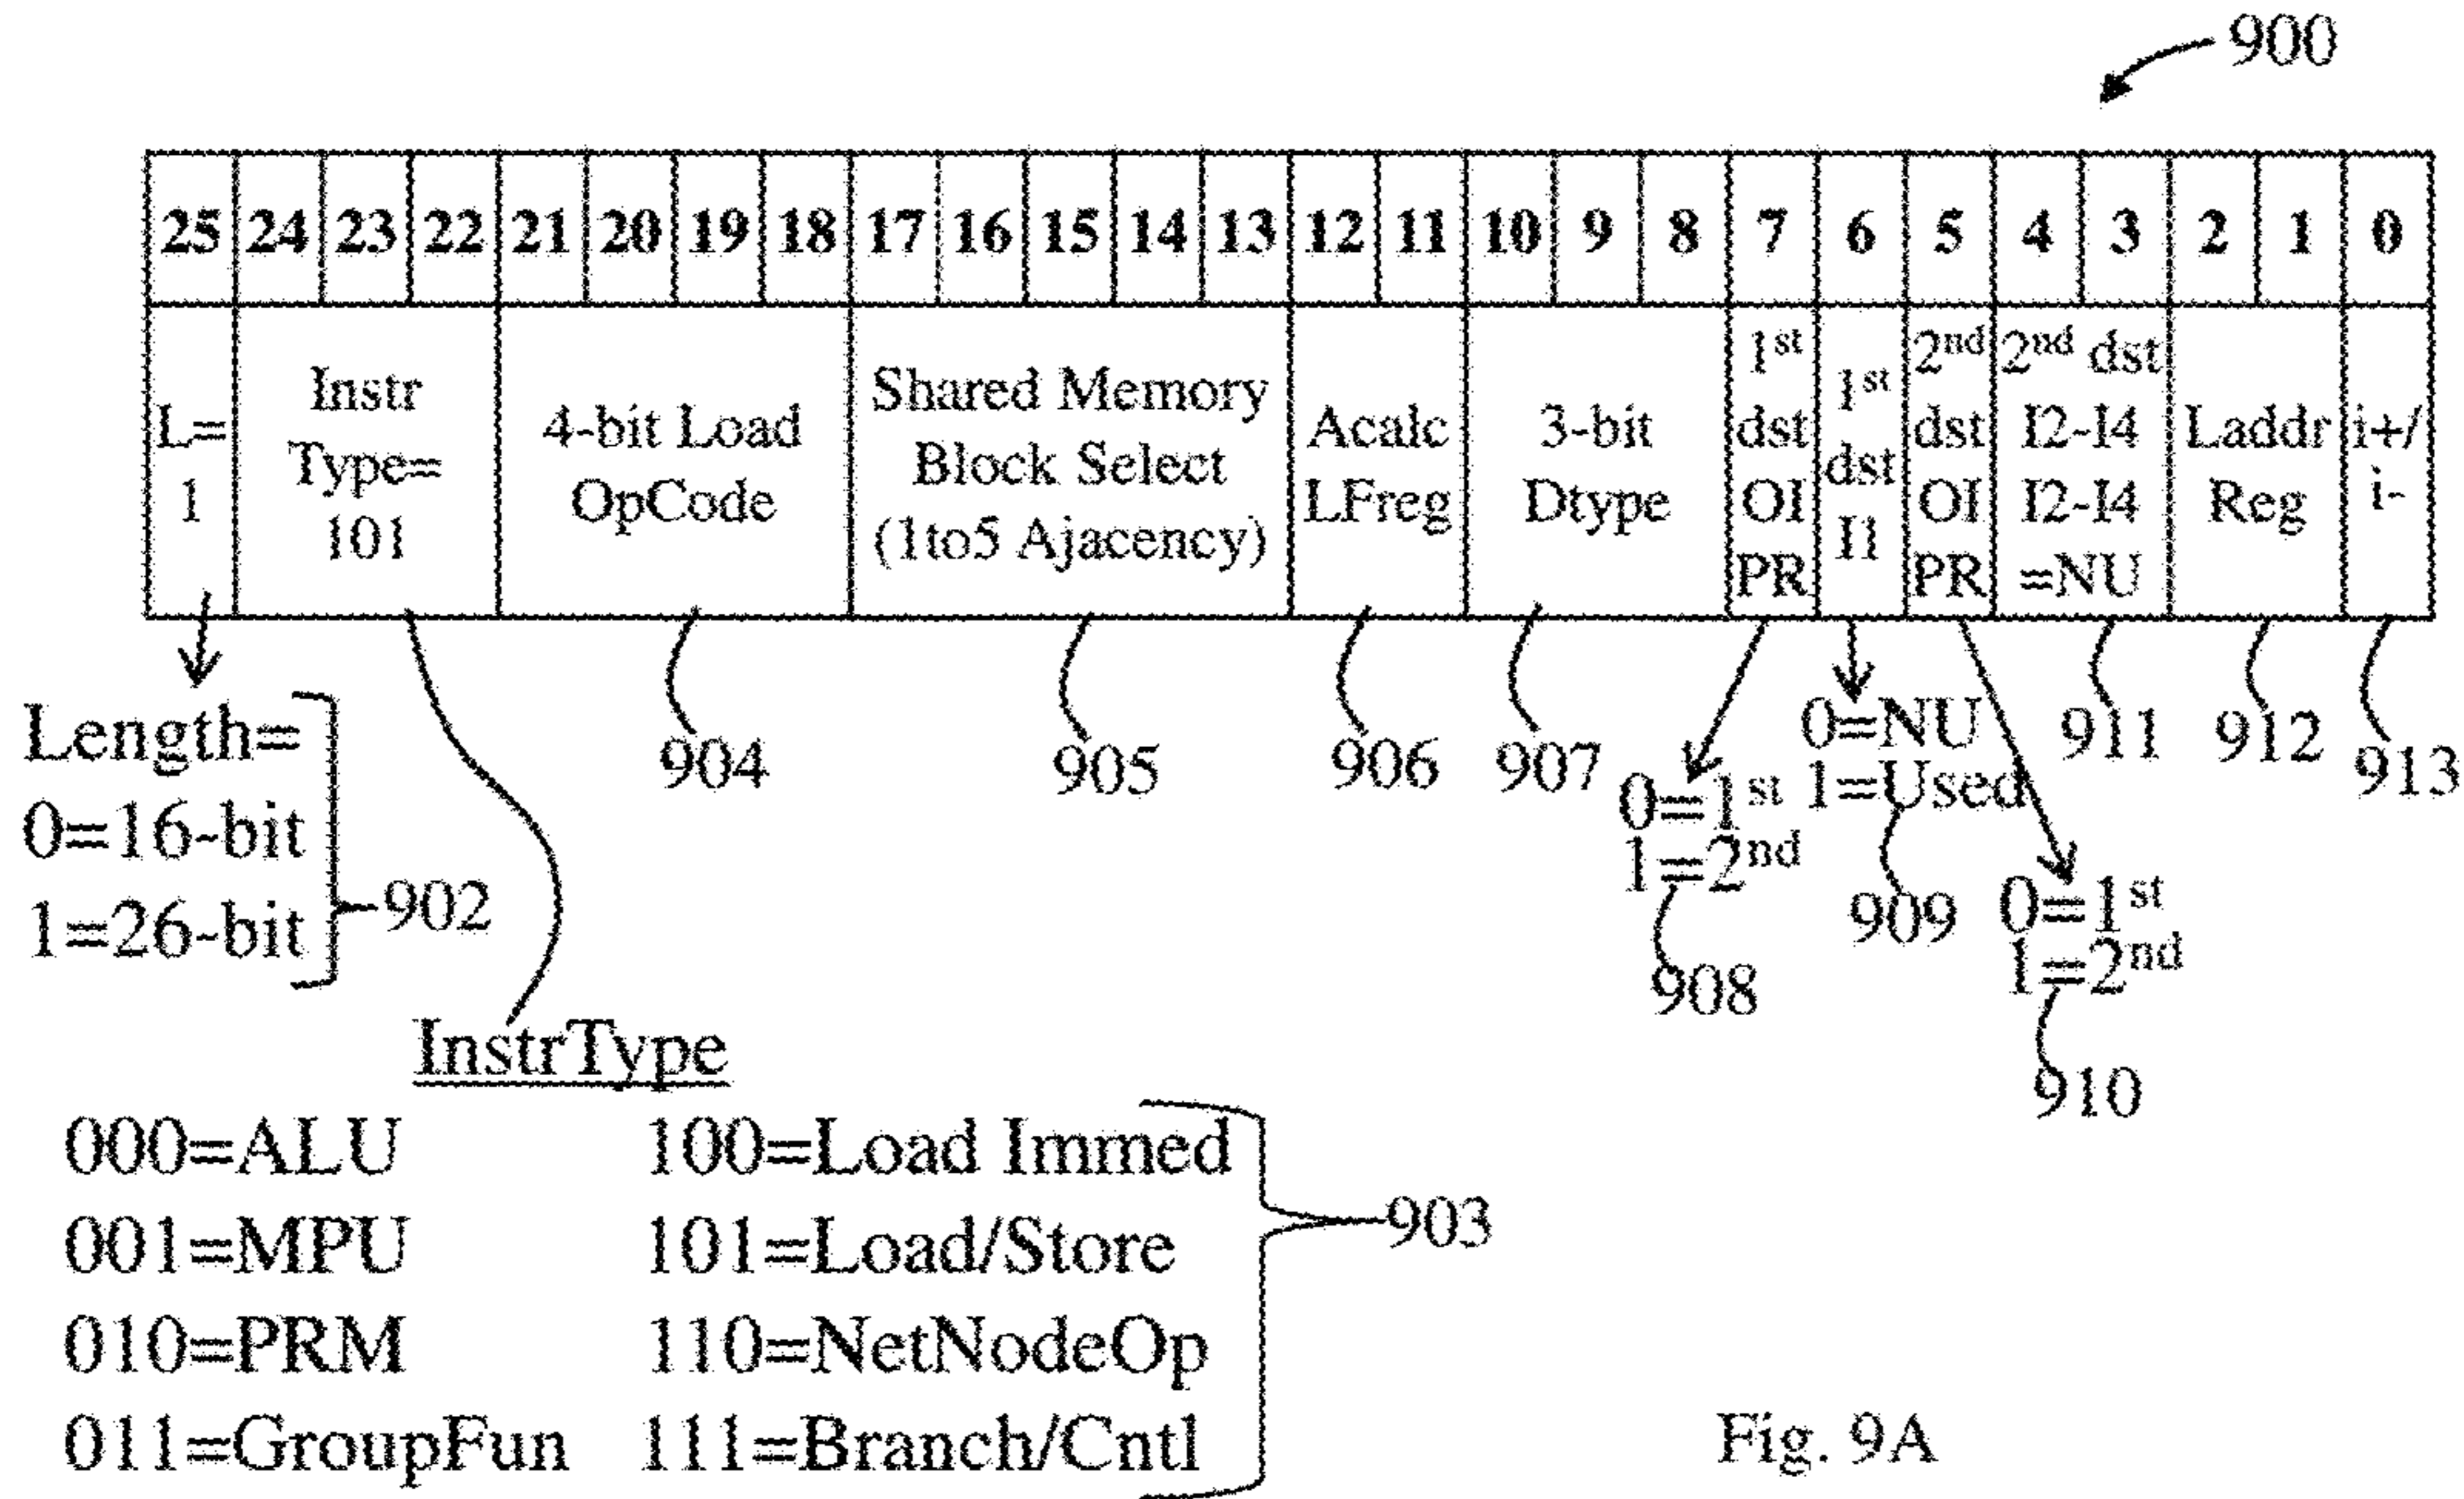 900
25 24 23 22 21 20 19 18 17 16 15 14 13 12 11 10 9 8 7 6 5 4 3 2 1 0
L=
1
Instr
Type=
101
4-bit Load
OpCode
Shared Memory
Block Select
(1to5 Ajacency)
Acalc
LFreg
3-bit
Dtype
1st
dst
OI
PR
1st
dst
I1
2nd
dst
OI
PR
2nd dst
I2-I4
I2-I4
=NU
Laddr
Reg
i+/
i-
Length=
0=16-bit
1=26-bit
902
904
905
906
907
0=1st
1=2nd
908
0=NU
1=Used
909
0=1st
1=2nd
910
911
912
913
InstrType
000=ALU 100=Load Immed
001=MPU 101=Load/Store
010=PRM 110=NetNodeOp
011=GroupFun 111=Branch/Cntl
903
Fig. 9A